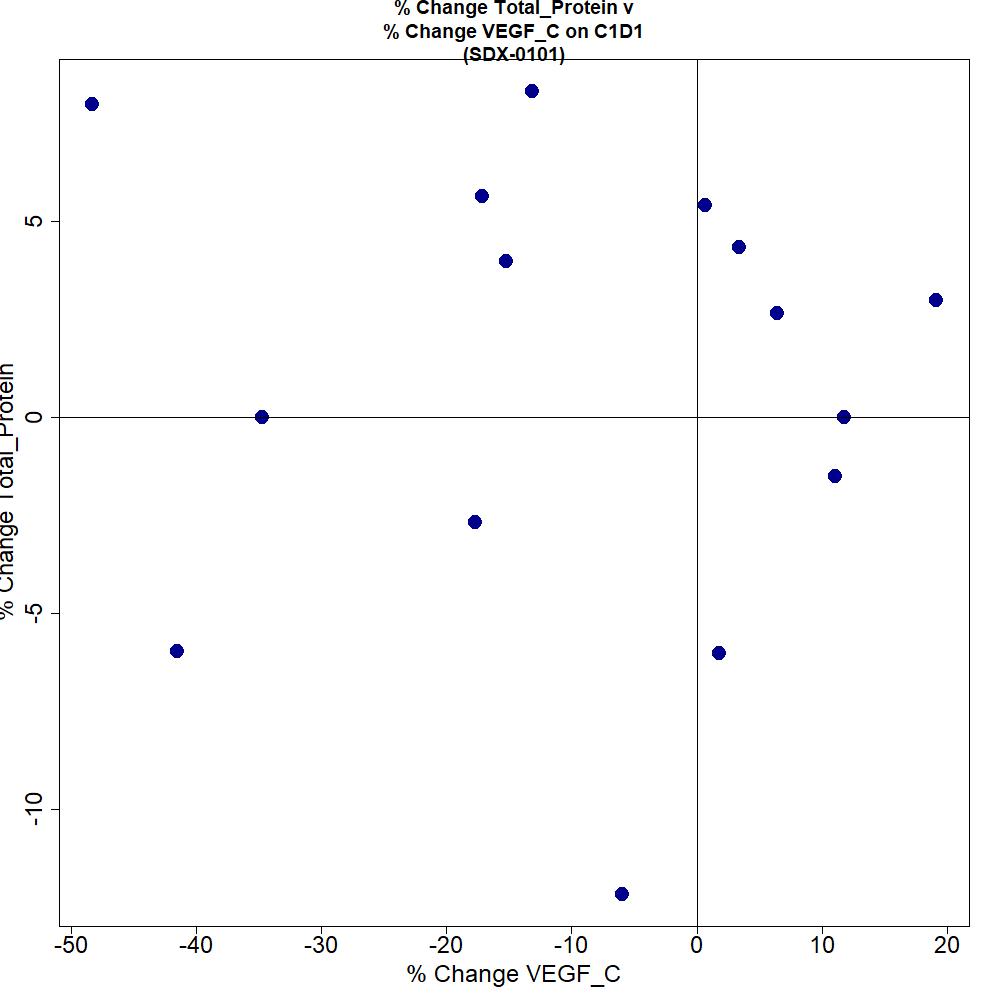 % Change Total_Protein v
% Change VEGF_C on C1D1
(SDX-0101)
% Change Total_Protein
5
0
-5
-10
-50 -40 -30 -20 -10 0 10 20
% Change VEGF_C